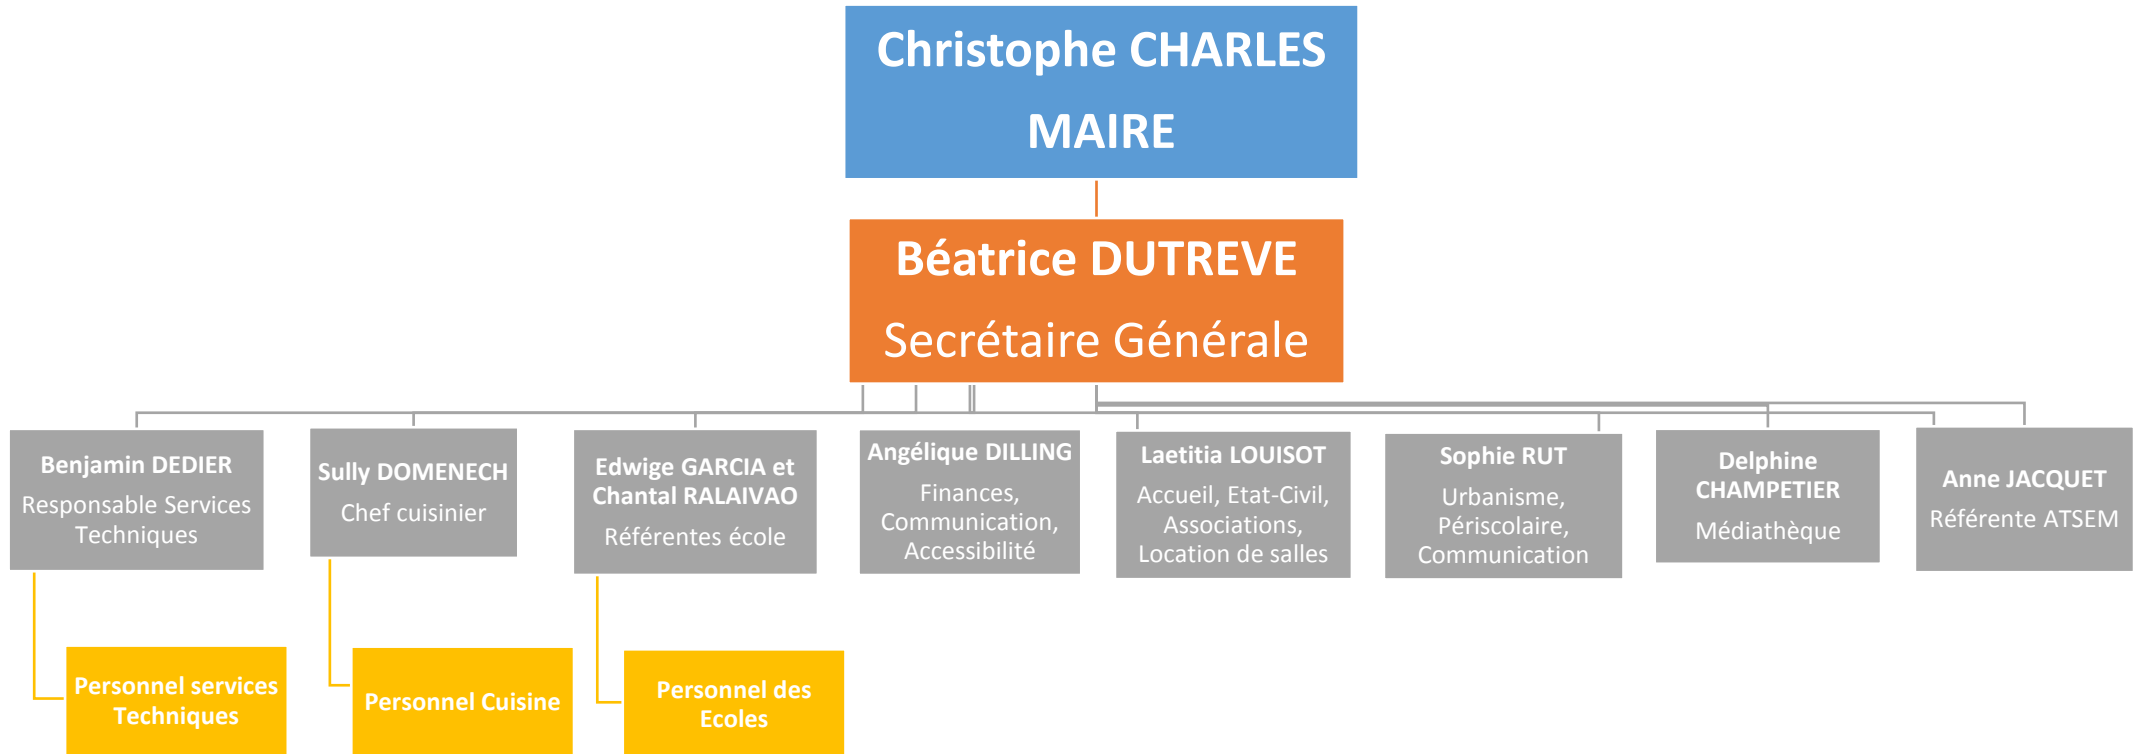 Christophe CHARLES
MAIRE
Béatrice DUTREVE
Secrétaire Générale
Benjamin DEDIER
Responsable Services
Techniques
Sully DOMENECH
Chef cuisinier
Edwige GARCIA et
Chantal RALAIVAO
Référentes école
Angélique DILLING
Finances,
Communication,
Accessibilité
Laetitia LOUISOT
Accueil, Etat-Civil,
Associations,
Location de salles
Sophie RUT
Urbanisme,
Périscolaire,
Communication
Delphine
CHAMPETIER
Médiathèque
Anne JACQUET
Référente ATSEM
Personnel services
Techniques
Personnel Cuisine
Personnel des
Ecoles